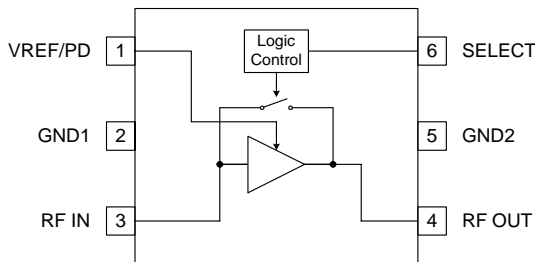 VREF/PD 1
Logic
Control
6 SELECT
GND1 2
5 GND2
RF IN 3
4 RF OUT